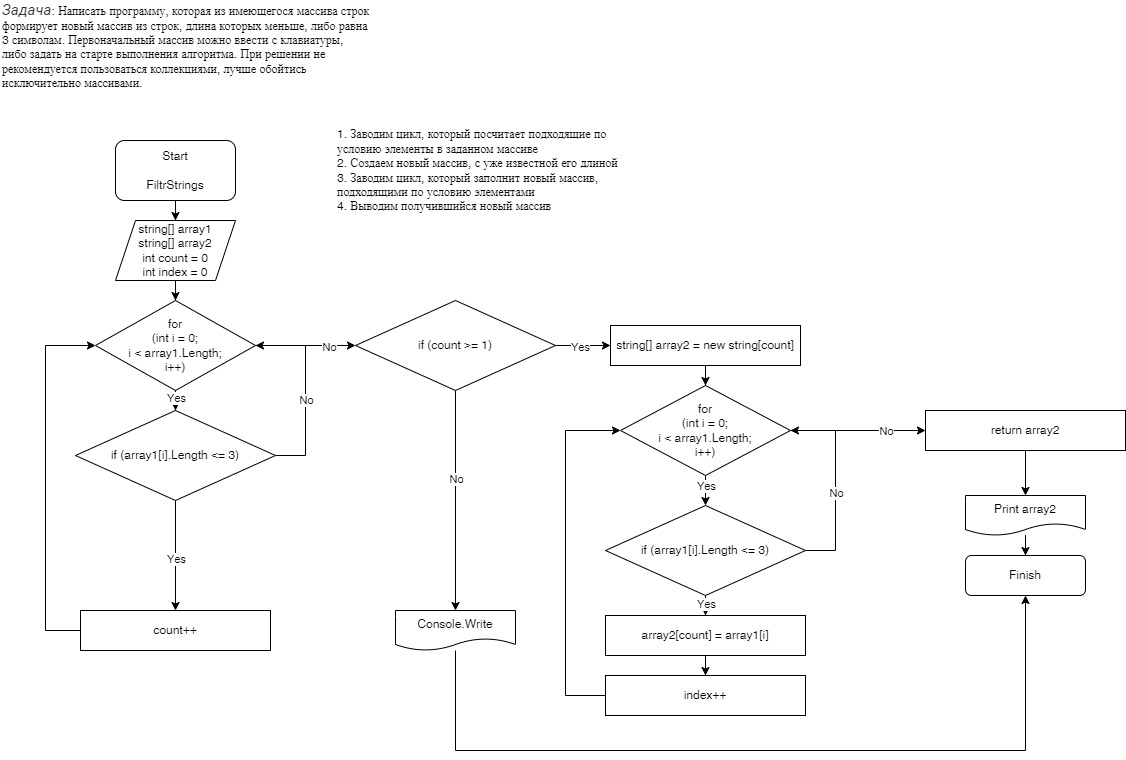 Задача: Написать программу, которая из имеющегося массива строк
формирует новый массив из строк, длина которых меньше, либо равна
3 символам. Первоначальный массив можно ввести с клавиатуры,
либо задать на старте выполнения алгоритма. При решении не
рекомендуется пользоваться коллекциями, лучше обойтись
исключительно массивами.
1. Заводим цикл, который посчитает подходящие по
условию элементы в заданном массиве
2. Создаем новый массив, с уже известной его длиной
3. Заводим цикл, который заполнит новый массив,
подходящими по условию элементами
4. Выводим получившийся новый массив
Start
FiltrStrings
string[] array1
string[] array2
int count = 0
int index = 0
for
(int i = 0;
i < array1.Length;
i++)
Yes
No
if (array1[i].Length <= 3)
Yes
count++
No
if (count >= 1)
No
Console.Write
Yes
string[] array2 = new string[count]
for
(int i = 0;
i < array1.Length;
i++)
Yes
No
if (array1[i].Length <= 3)
Yes
array2[count] = array1[i]
index++
No
return array2
Print array2
Finish